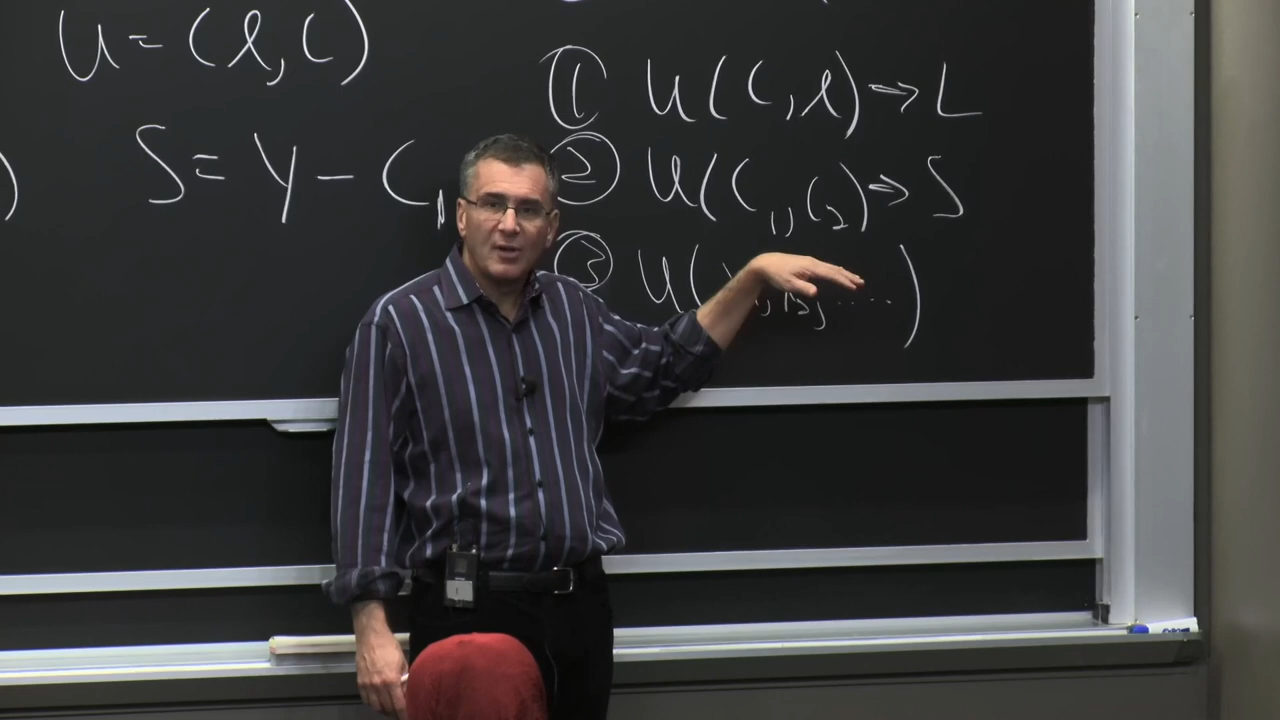 U = (l, C)
S = Y - C1
)
① U(C, l) ⇒ L
② U(C1, C2) ⇒ S
③ U( , , .....)